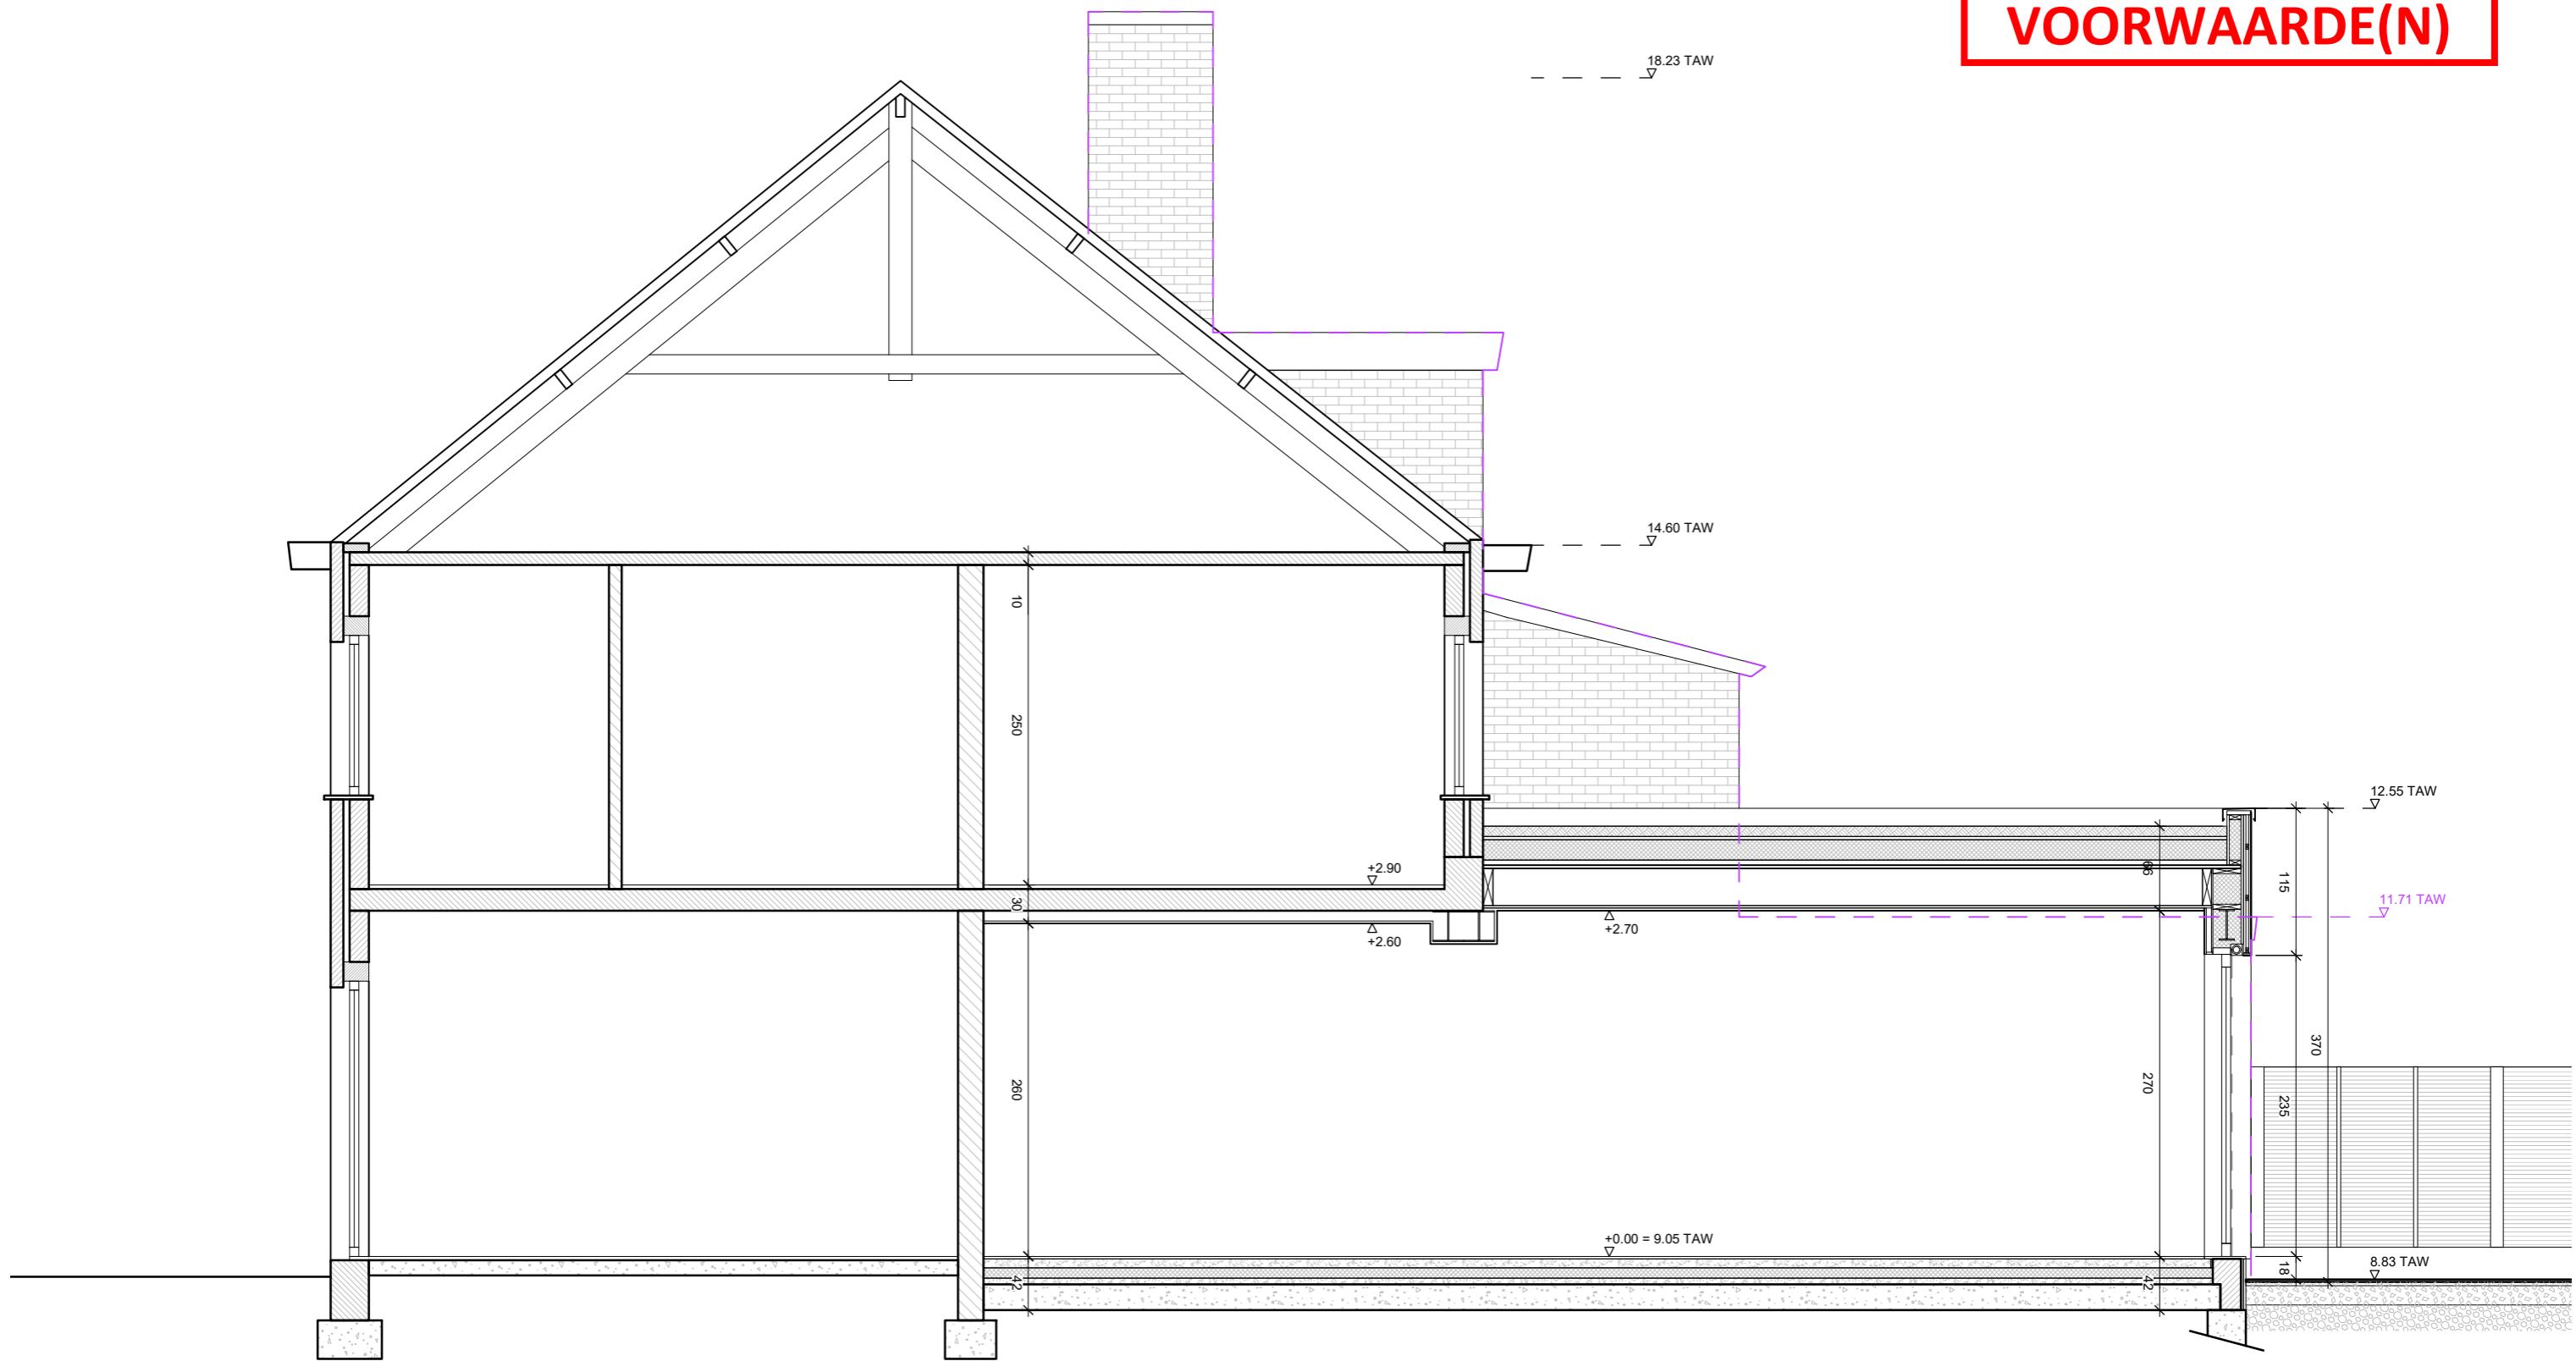 VOORWAARDE(N)
18.23 TAW
14.60 TAW
10
250
12.55 TAW
+2.90
66
115
30
11.71 TAW
+2.60
+2.70
370
260
270
235
+0.00 = 9.05 TAW
42
42
18
8.83 TAW